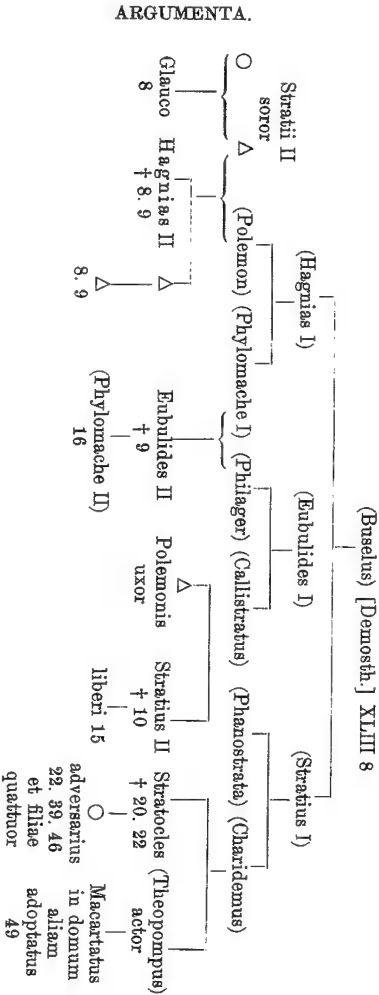 ARGUMENTA.
(Buselus) [Demosth.] XLIII 8
(Hagnias I)
(Eubulides I)
(Stratius I)
Stratii II
soror
(Polemon) (Phylomache I)
(Philager) (Callistratus)
(Phanostrata) (Charidemus)
Glauco
8
Hagnias II
† 8. 9
Eubulides II
† 9
Polemonis
uxor
Stratius II
† 10
Stratocles
† 20. 22
(Theopompus)
actor
8. 9
(Phylomache II)
16
liberi 15
adversarius
22. 39. 46
et filiae
quattuor
Macartatus
in domum
aliam
adoptatus
49